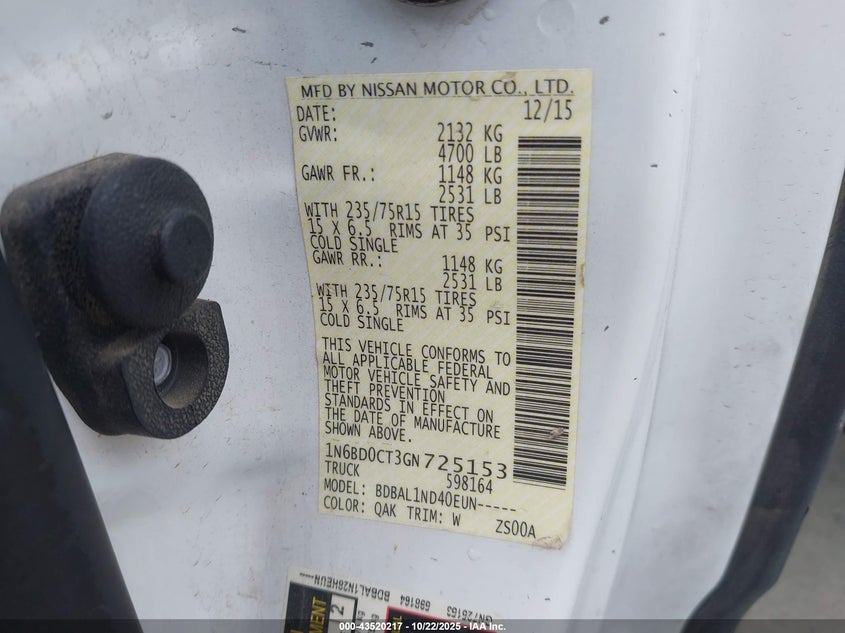 MFD BY NISSAN MOTOR CO., LTD.
DATE: 12/15
GVWR: 2132 KG
4700 LB
GAWR FR.: 1148 KG
2531 LB
WITH 235/75R15 TIRES
15 X 6.5 RIMS AT 35 PSI
COLD SINGLE
GAWR RR.: 1148 KG
2531 LB
WITH 235/75R15 TIRES
15 X 6.5 RIMS AT 35 PSI
COLD SINGLE
THIS VEHICLE CONFORMS TO
ALL APPLICABLE FEDERAL
MOTOR VEHICLE SAFETY AND
THEFT PREVENTION
STANDARDS IN EFFECT ON
THE DATE OF MANUFACTURE
SHOWN ABOVE.
1N6BD0CT3GN725153
TRUCK 598164
MODEL: BDBAL1ND40EUN-----
COLOR: QAK TRIM: W ZS00A
598164
000-43520217 - 10/22/2025 - IAA, Inc.